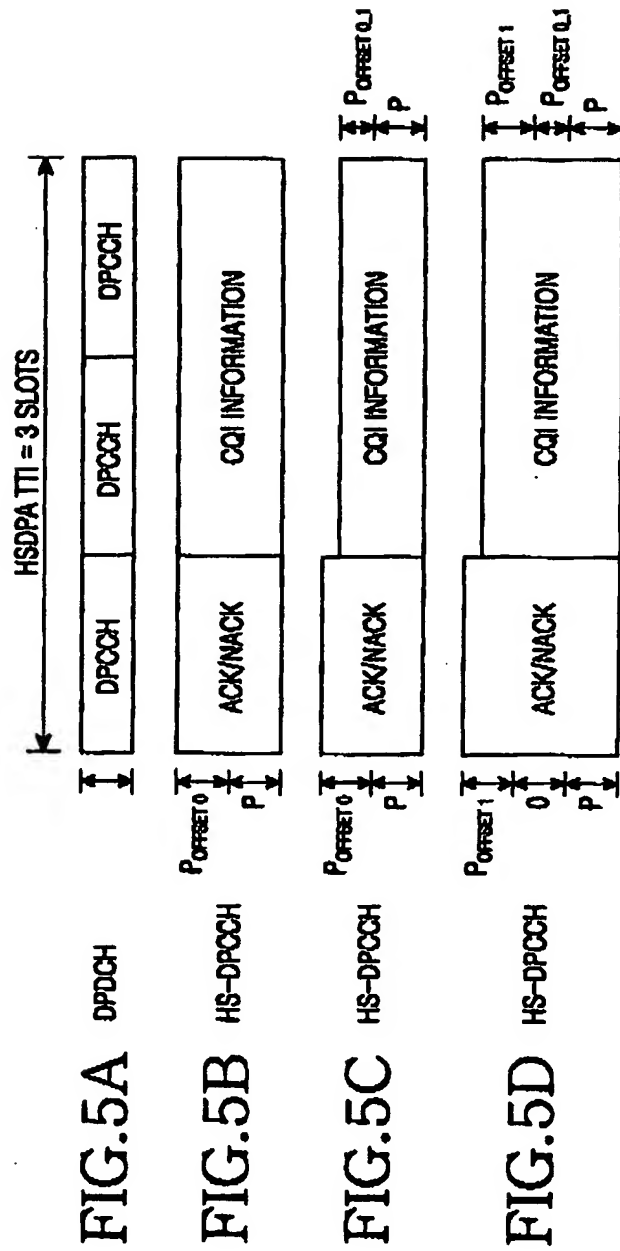 HSDPA TTI = 3 SLOTS
FIG.5A DPDCH DPCCH DPCCH DPCCH
FIG.5B HS-DPCCH POFFSET 0 P ACK/NACK CQI INFORMATION
FIG.5C HS-DPCCH POFFSET 0 P ACK/NACK CQI INFORMATION POFFSET 0_1 P
FIG.5D HS-DPCCH POFFSET 1 0 P ACK/NACK CQI INFORMATION POFFSET 1 POFFSET 0_1 P